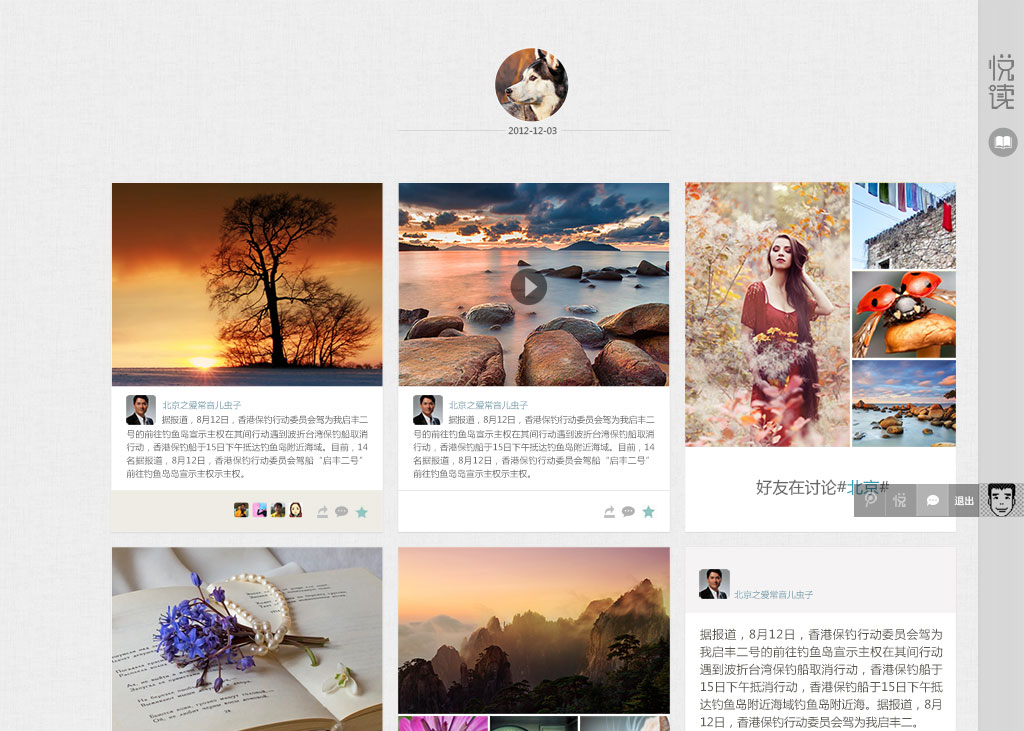 悦
读
2012-12-03
北京之爱常音儿虫子
据报道，8月12日，香港保钓行动委员会驾为我启丰二
号的前往钓鱼岛宣示主权在其间行动遇到波折台湾保钓船取消
行动，香港保钓船于15日下午抵达钓鱼岛附近海域。目前，14
名据报道，8月12日，香港保钓行动委员会驾船“启丰二号”
前往钓鱼岛岛宣示权示主权。
北京之爱常音儿虫子
据报道，8月12日，香港保钓行动委员会驾为我启丰二
号的前往钓鱼岛宣示主权在其间行动遇到波折台湾保钓船取消
行动，香港保钓船于15日下午抵达钓鱼岛附近海域。目前，14
名据报道，8月12日，香港保钓行动委员会驾船“启丰二号”
前往钓鱼岛岛宣示主权示主权。
好友在讨论#北京#
悦
退出
北京之爱常音儿虫子
据报道，8月12日，香港保钓行动委员会驾为
我启丰二号的前往钓鱼岛宣示主权在其间行动
遇到波折台湾保钓船取消行动，香港保钓船于
15日下午抵消行动，香港保钓船于15日下午抵
达钓鱼岛附近海域钓鱼岛附近海。据报道，8月
12日，香港保钓行动委员会驾为我启丰二。